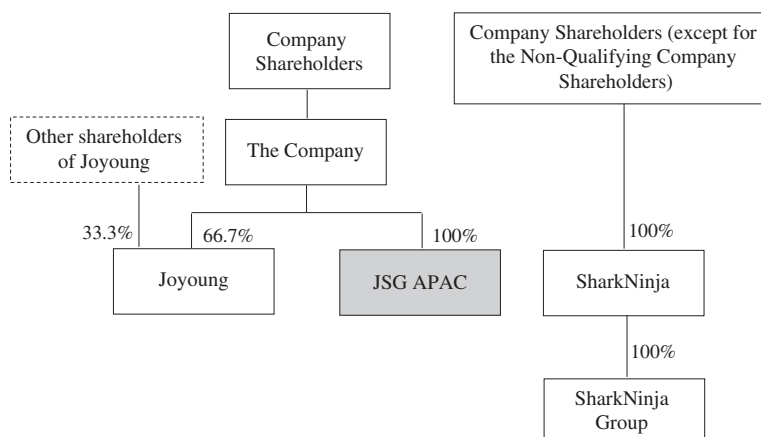 Company
Shareholders
Company Shareholders (except for
the Non-Qualifying Company
Shareholders)
Other shareholders
of Joyoung
The Company
33.3%
66.7%
100%
100%
Joyoung
JSG APAC
SharkNinja
100%
SharkNinja
Group